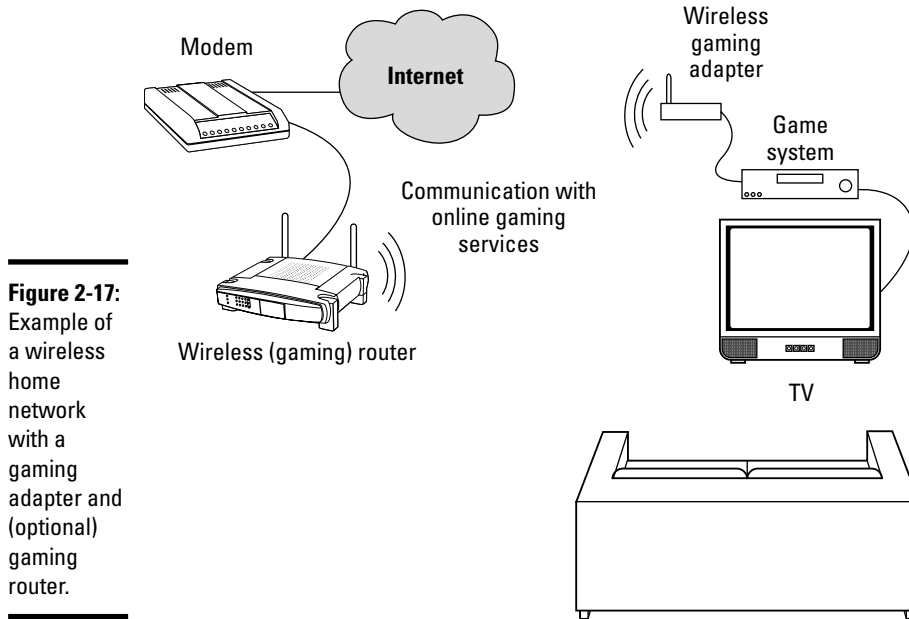 Modem
Internet
Wireless
gaming
adapter
Game
system
Communication with
online gaming
services
Wireless (gaming) router
TV
Figure 2-17:
Example of
a wireless
home
network
with a
gaming
adapter and
(optional)
gaming
router.